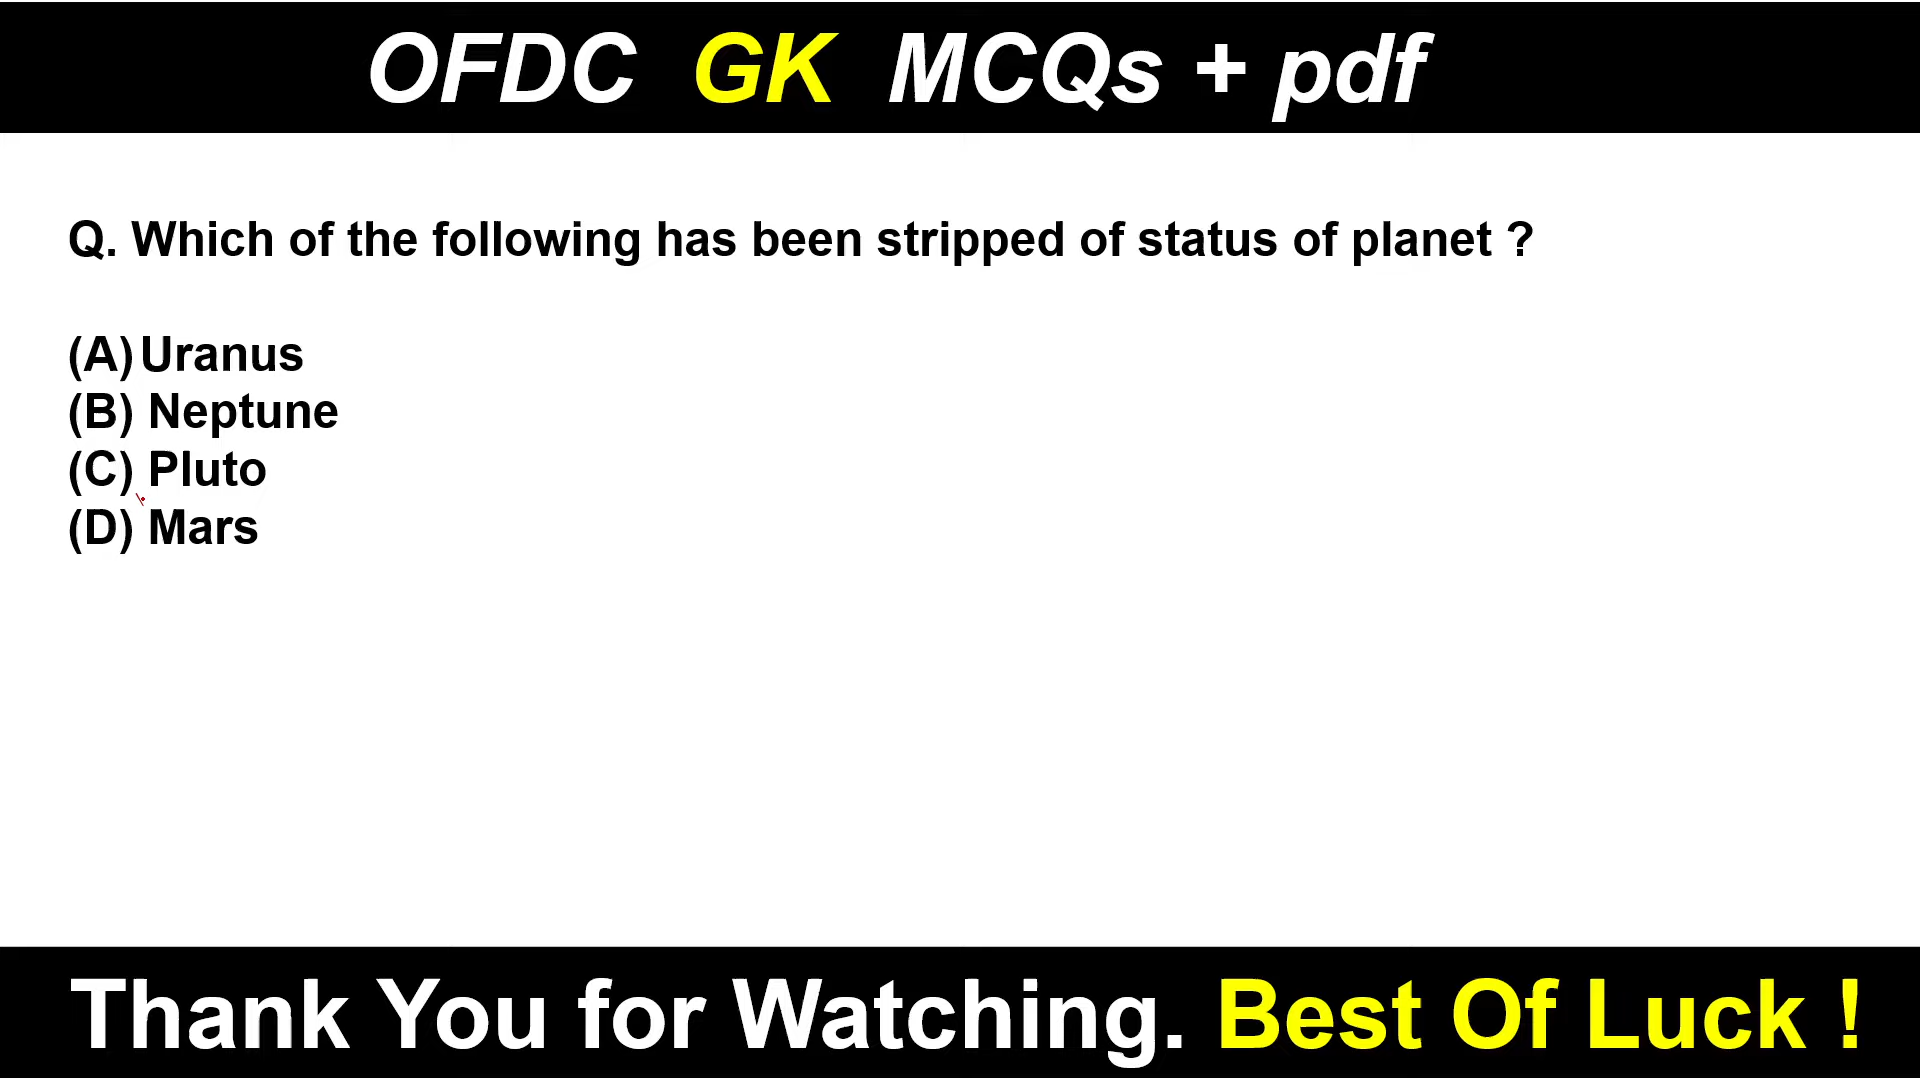 OFDC GK MCQs + pdf
Q. Which of the following has been stripped of status of planet ?
(A) Uranus
(B) Neptune
(C) Pluto
(D) Mars
Thank You for Watching. Best Of Luck !